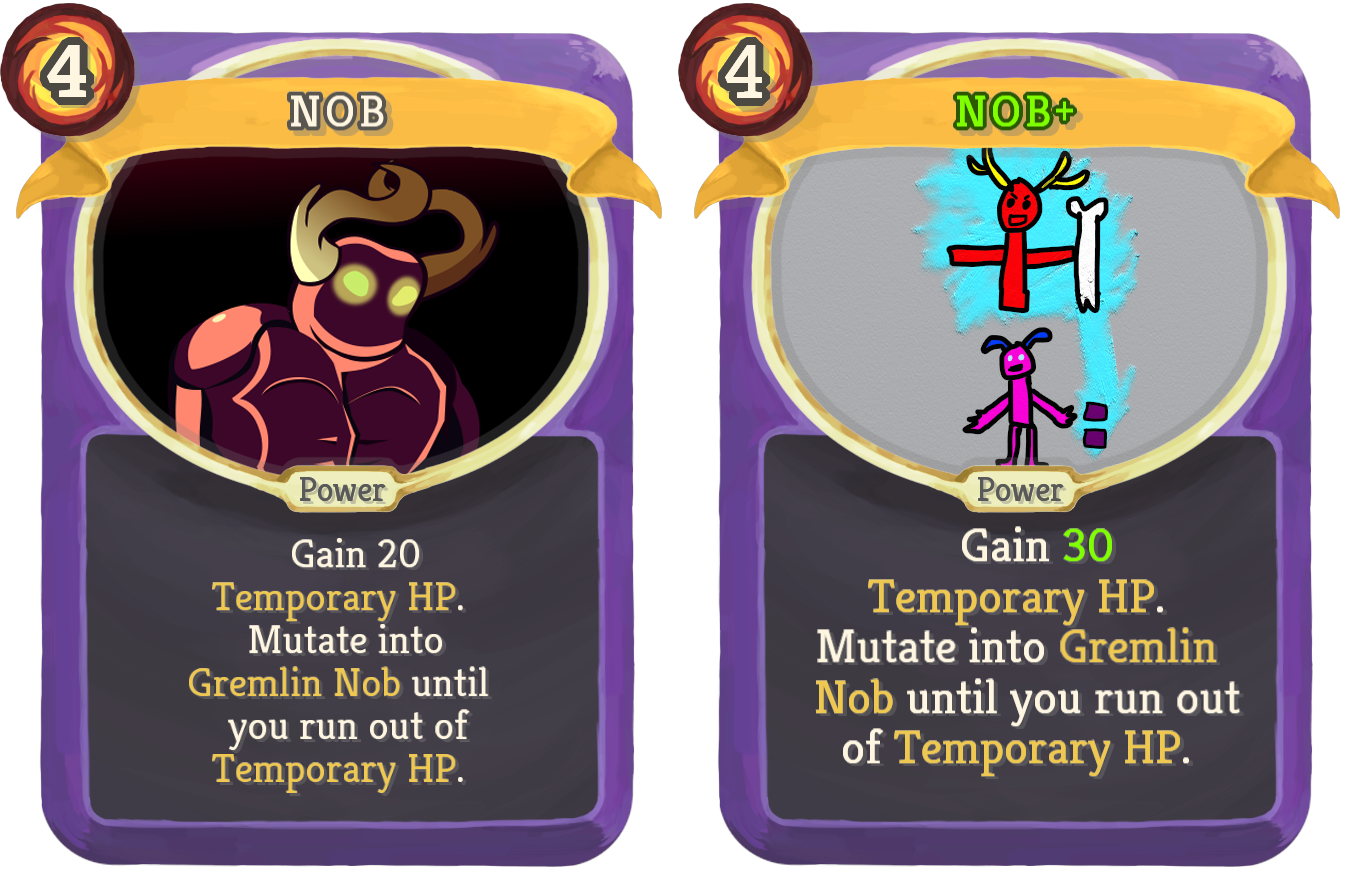 4
NOB
Power
Gain 20
Temporary HP.
Mutate into
Gremlin Nob until
you run out of
Temporary HP.
4
NOB+
Power
Gain 30
Temporary HP.
Mutate into Gremlin
Nob until you run out
of Temporary HP.